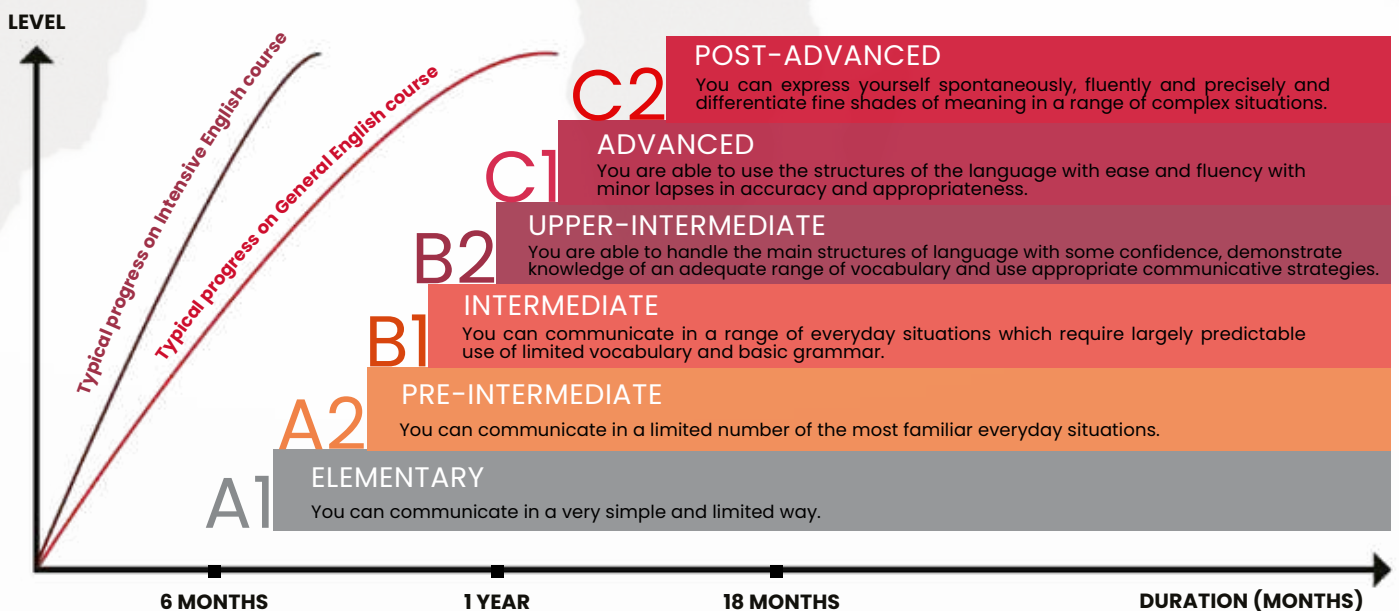 LEVEL
Typical progress on Intensive English course
Typical progress on General English course
C2
POST-ADVANCED
You can express yourself spontaneously, fluently and precisely and
differentiate fine shades of meaning in a range of complex situations.
C1
ADVANCED
You are able to use the structures of the language with ease and fluency with
minor lapses in accuracy and appropriateness.
B2
UPPER-INTERMEDIATE
You are able to handle the main structures of language with some confidence, demonstrate
knowledge of an adequate range of vocabulary and use appropriate communicative strategies.
B1
INTERMEDIATE
You can communicate in a range of everyday situations which require largely predictable
use of limited vocabulary and basic grammar.
A2
PRE-INTERMEDIATE
You can communicate in a limited number of the most familiar everyday situations.
A1
ELEMENTARY
You can communicate in a very simple and limited way.
6 MONTHS
1 YEAR
18 MONTHS
DURATION (MONTHS)